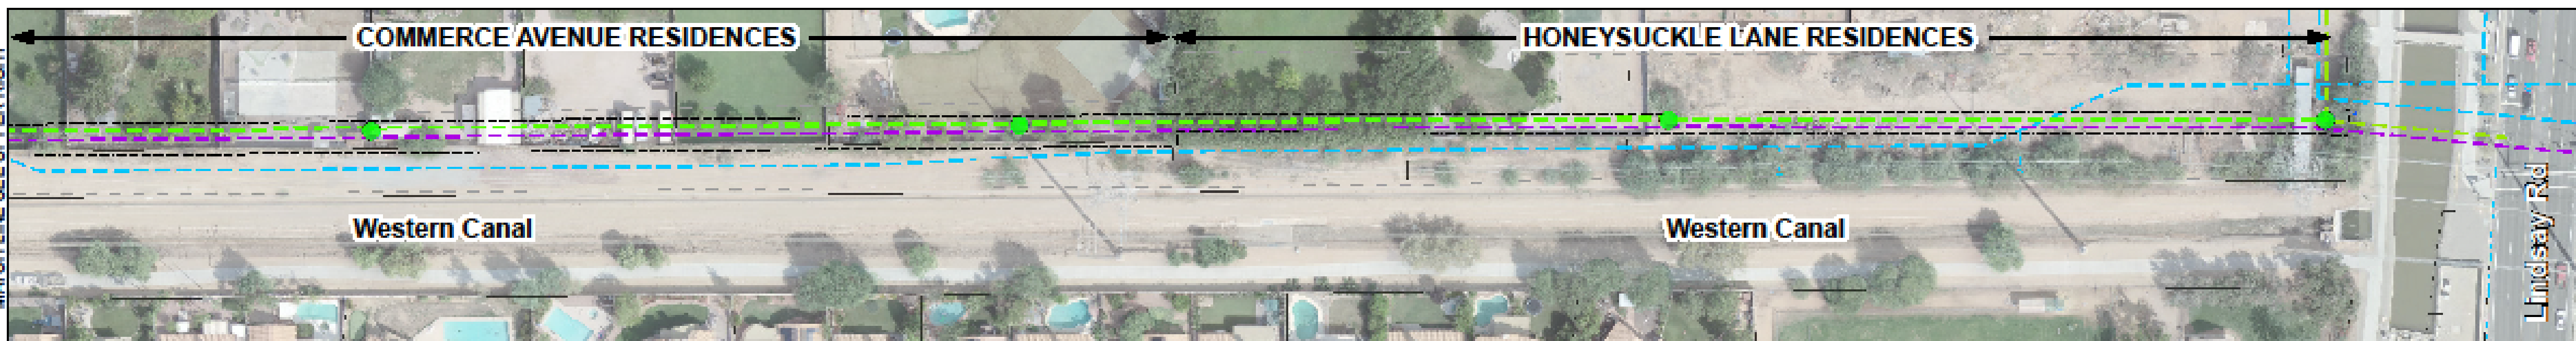 COMMERCE AVENUE RESIDENCES
HONEYSUCKLE LANE RESIDENCES
Western Canal
Western Canal
Lindsay Rd